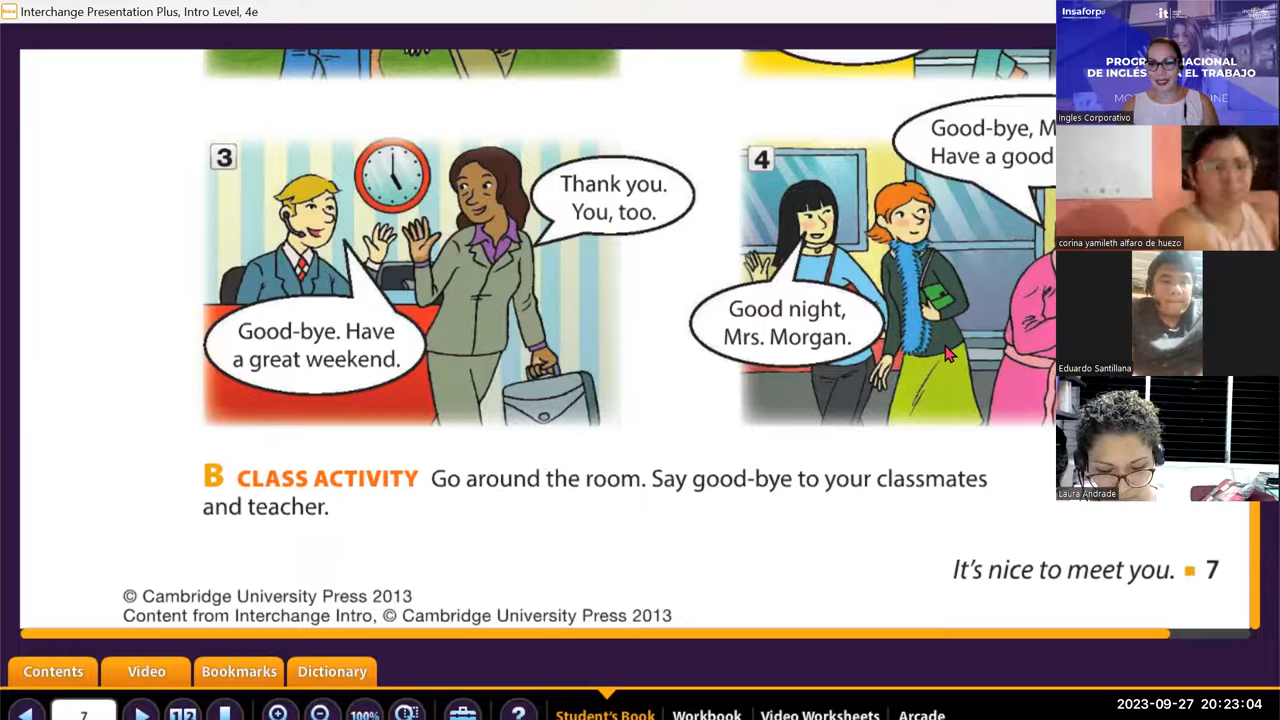 Interchange Presentation Plus, Intro Level, 4e
3
Thank you.
You, too.
Good-bye. Have
a great weekend.
4
Good-bye, M
Have a good
Good night,
Mrs. Morgan.
B CLASS ACTIVITY Go around the room. Say good-bye to your classmates
and teacher.
It's nice to meet you. ■ 7
© Cambridge University Press 2013
Content from Interchange Intro, © Cambridge University Press 2013
Contents
Video
Bookmarks
Dictionary
7
100%
?
Student's Book
Workbook
Video Worksheets
Arcade
2023-09-27 20:23:04
Insaforp
it
Ingles Corporativo
corina yamileth alfaro de huezo
Eduardo Santillana
Laura Andrade